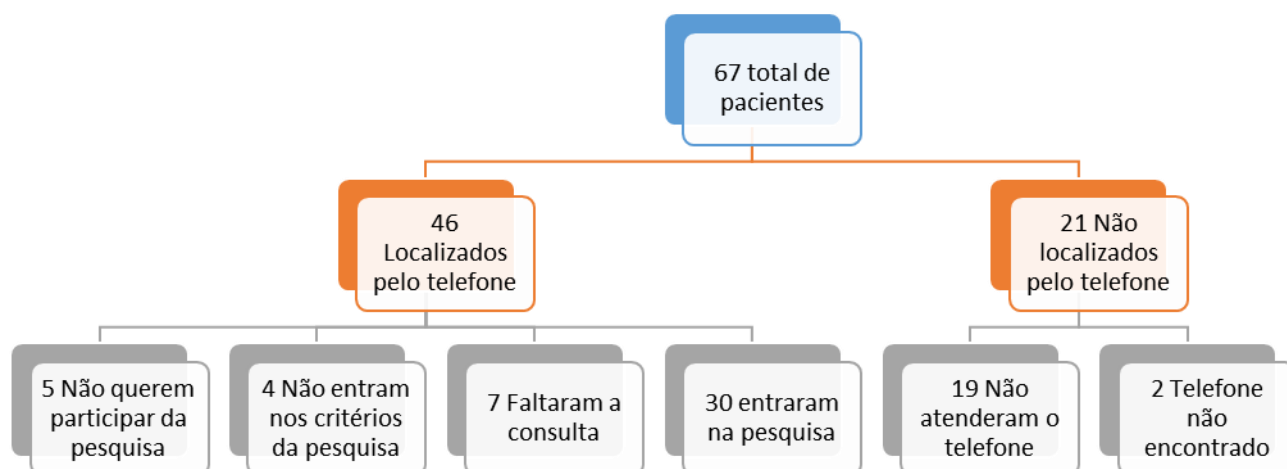 67 total de
pacientes
46
Localizados
pelo telefone
21 Não
localizados
pelo telefone
5 Não querem
participar da
pesquisa
4 Não entram
nos critérios
da pesquisa
7 Faltaram a
consulta
30 entraram
na pesquisa
19 Não
atenderam o
telefone
2 Telefone
não
encontrado